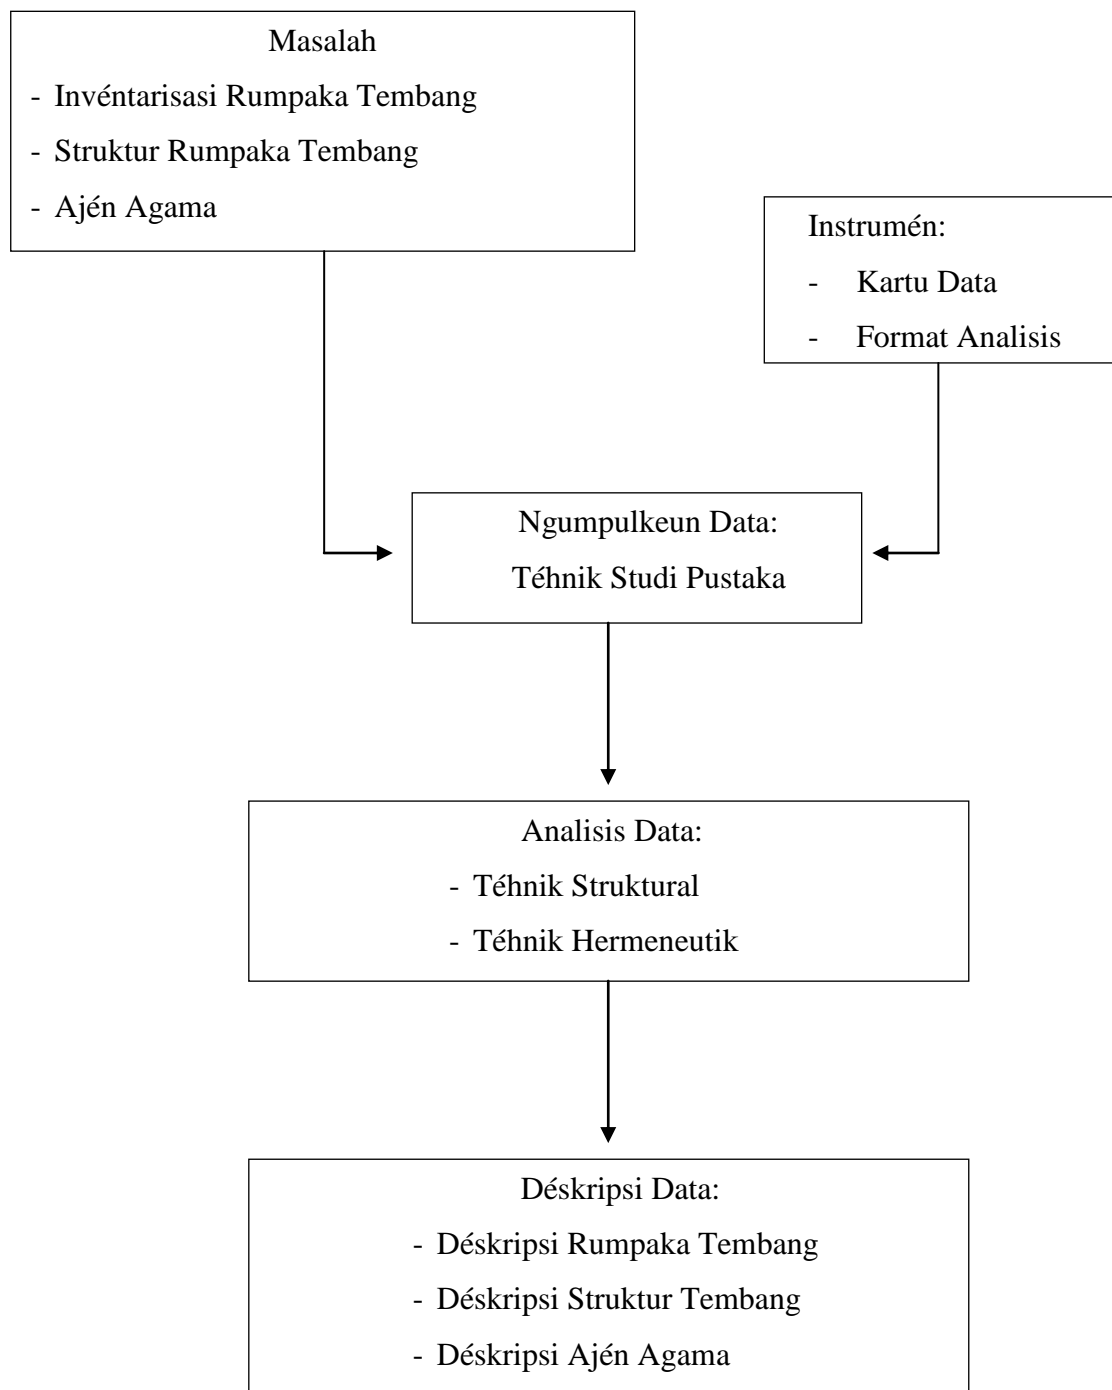 Masalah
- Invéntarisasi Rumpaka Tembang
- Struktur Rumpaka Tembang
- Ajén Agama
Instrumén:
- Kartu Data
- Format Analisis
Ngumpulkeun Data:
Téhnik Studi Pustaka
Analisis Data:
- Téhnik Struktural
- Téhnik Hermeneutik
Déskripsi Data:
- Déskripsi Rumpaka Tembang
- Déskripsi Struktur Tembang
- Déskripsi Ajén Agama